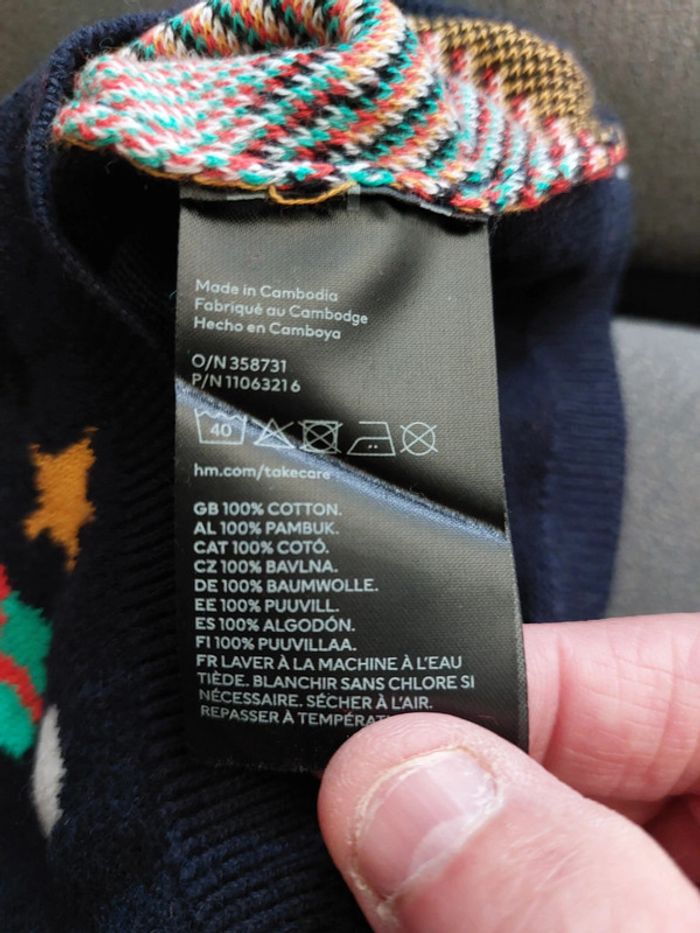 Made in Cambodia
Fabriqué au Cambodge
Hecho en Camboya
O/N 358731
P/N 11063216
40
hm.com/takecare
GB 100% COTTON.
AL 100% PAMBUK.
CAT 100% COTÓ.
CZ 100% BAVLNA.
DE 100% BAUMWOLLE.
EE 100% PUUVILL.
ES 100% ALGODÓN.
FI 100% PUUVILLAA.
FR LAVER À LA MACHINE À L'EAU
TIÈDE. BLANCHIR SANS CHLORE SI
NÉCESSAIRE. SÉCHER À L'AIR.
REPASSER À